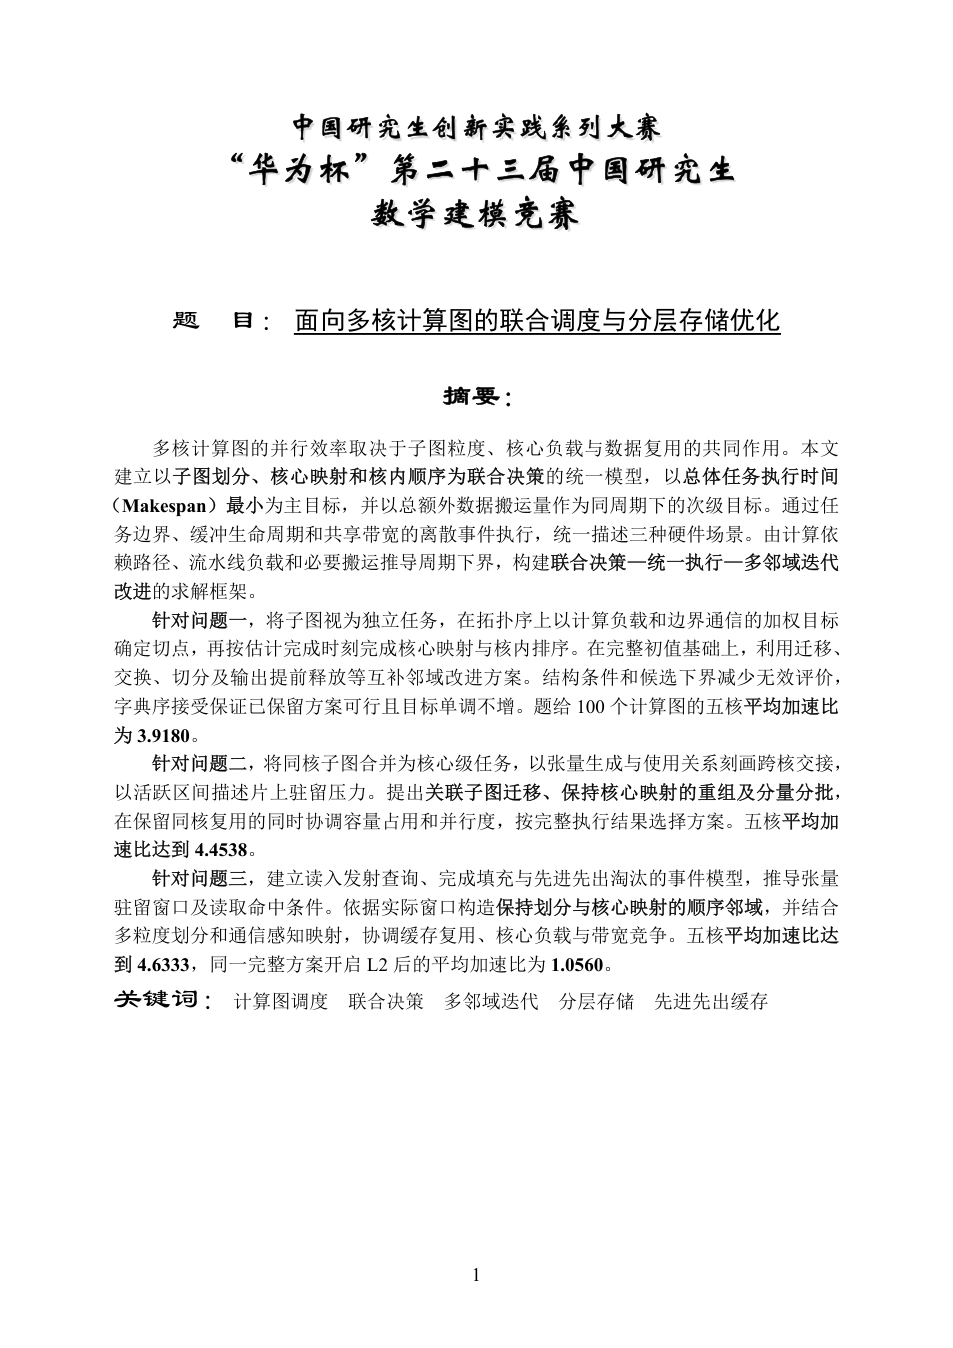 中国研究生创新实践系列大赛
“华为杯”第二十三届中国研究生
数学建模竞赛
题 目： 面向多核计算图的联合调度与分层存储优化
摘要：
多核计算图的并行效率取决于子图粒度、核心负载与数据复用的共同作用。本文
建立以子图划分、核心映射和核内顺序为联合决策的统一模型，以总体任务执行时间
（Makespan）最小为主目标，并以总额外数据搬运量作为同周期下的次级目标。通过任
务边界、缓冲生命周期和共享带宽的离散事件执行，统一描述三种硬件场景。由计算依
赖路径、流水线负载和必要搬运推导周期下界，构建联合决策—统一执行—多邻域迭代
改进的求解框架。
针对问题一，将子图视为独立任务，在拓扑序上以计算负载和边界通信的加权目标
确定切点，再按估计完成时刻完成核心映射与核内排序。在完整初值基础上，利用迁移、
交换、切分及输出提前释放等互补邻域改进方案。结构条件和候选下界减少无效评价，
字典序接受保证已保留方案可行且目标单调不增。题给 100 个计算图的五核平均加速比
为 3.9180。
针对问题二，将同核子图合并为核心级任务，以张量生成与使用关系刻画跨核交接，
以活跃区间描述片上驻留压力。提出关联子图迁移、保持核心映射的重组及分量分批，
在保留同核复用的同时协调容量占用和并行度，按完整执行结果选择方案。五核平均加
速比达到 4.4538。
针对问题三，建立读入发射查询、完成填充与先进先出淘汰的事件模型，推导张量
驻留窗口及读取命中条件。依据实际窗口构造保持划分与核心映射的顺序邻域，并结合
多粒度划分和通信感知映射，协调缓存复用、核心负载与带宽竞争。五核平均加速比达
到 4.6333，同一完整方案开启 L2 后的平均加速比为 1.0560。
关键词： 计算图调度 联合决策 多邻域迭代 分层存储 先进先出缓存
1